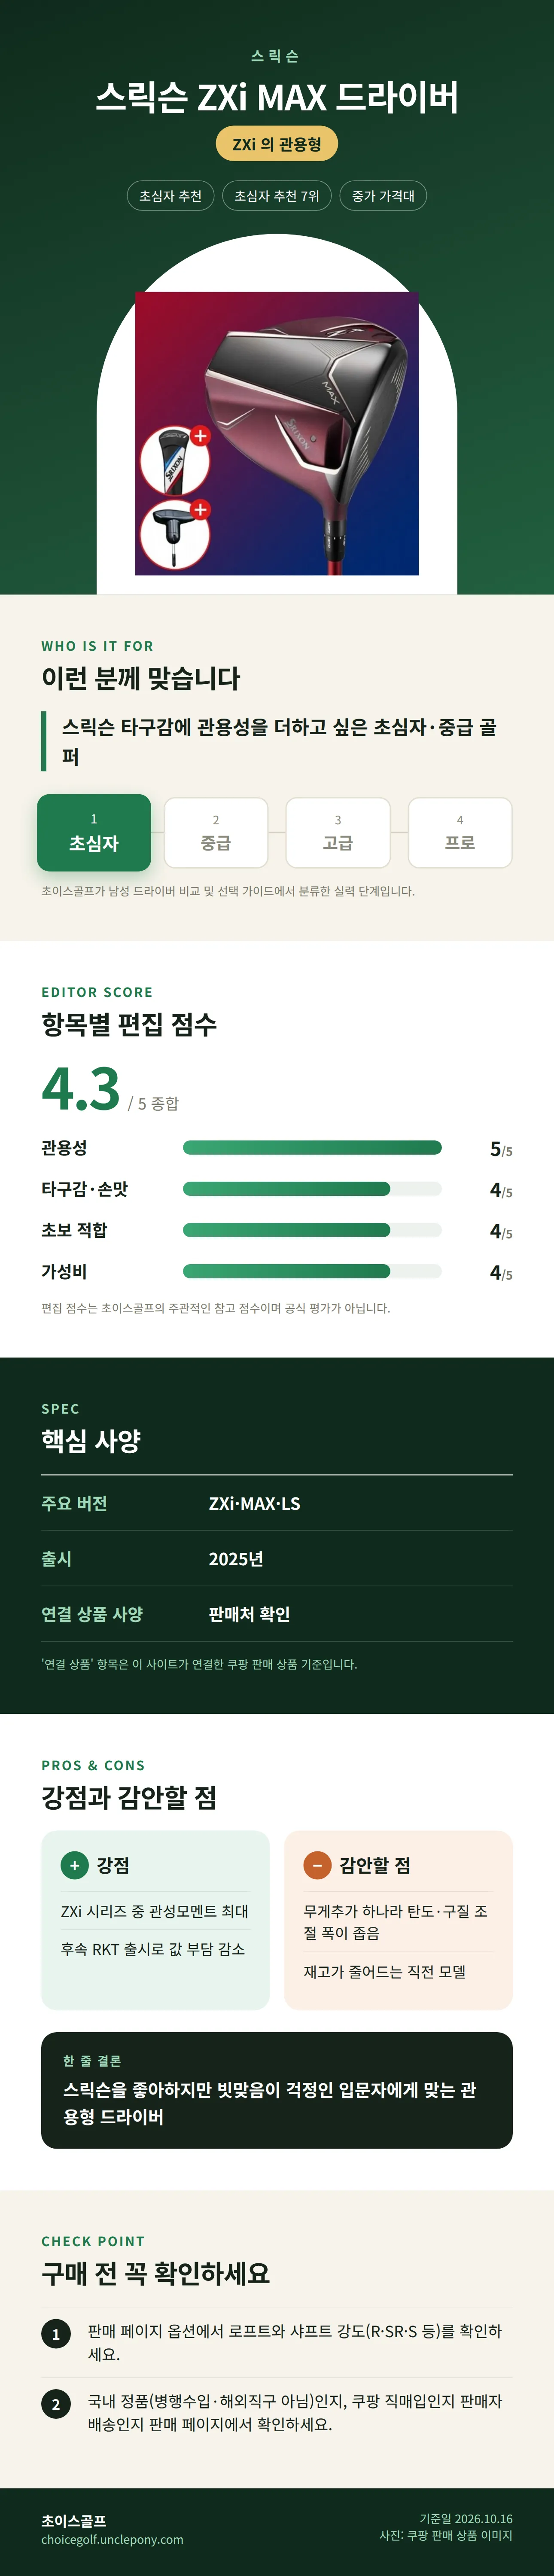 스릭슨
스릭슨 ZXi MAX 드라이버
ZXi 의 관용형
초심자 추천
초심자 추천 7위
중가 가격대
MAX
SRIXON
SRIXON
WHO IS IT FOR
이런 분께 맞습니다
스릭슨 타구감에 관용성을 더하고 싶은 초심자·중급 골
퍼
1
초심자
2
중급
3
고급
4
프로
초이스골프가 남성 드라이버 비교 및 선택 가이드에서 분류한 실력 단계입니다.
EDITOR SCORE
항목별 편집 점수
4.3 / 5 종합
관용성 5/5
타구감·손맛 4/5
초보 적합 4/5
가성비 4/5
편집 점수는 초이스골프의 주관적인 참고 점수이며 공식 평가가 아닙니다.
SPEC
핵심 사양
주요 버전 ZXi·MAX·LS
출시 2025년
연결 상품 사양 판매처 확인
'연결 상품' 항목은 이 사이트가 연결한 쿠팡 판매 상품 기준입니다.
PROS & CONS
강점과 감안할 점
+ 강점
ZXi 시리즈 중 관성모멘트 최대
후속 RKT 출시로 값 부담 감소
− 감안할 점
무게추가 하나라 탄도·구질 조
절 폭이 좁음
재고가 줄어드는 직전 모델
한 줄 결론
스릭슨을 좋아하지만 빗맞음이 걱정인 입문자에게 맞는 관
용형 드라이버
CHECK POINT
구매 전 꼭 확인하세요
1 판매 페이지 옵션에서 로프트와 샤프트 강도(R·SR·S 등)를 확인하
세요.
2 국내 정품(병행수입·해외직구 아님)인지, 쿠팡 직매입인지 판매자
배송인지 판매 페이지에서 확인하세요.
초이스골프
choicegolf.unclepony.com
기준일 2026.10.16
사진: 쿠팡 판매 상품 이미지